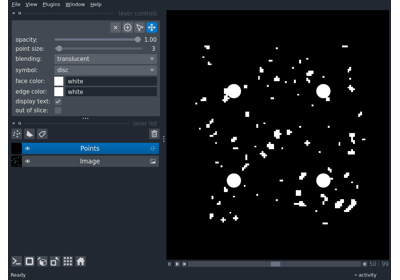 File View Plugins Window Help
layer controls
opacity: 1.00
point size: 3
blending: translucent
symbol: disc
face color: white
edge color: white
display text:
out of slice:
layer list
Points
Image
50 99
Ready
activity